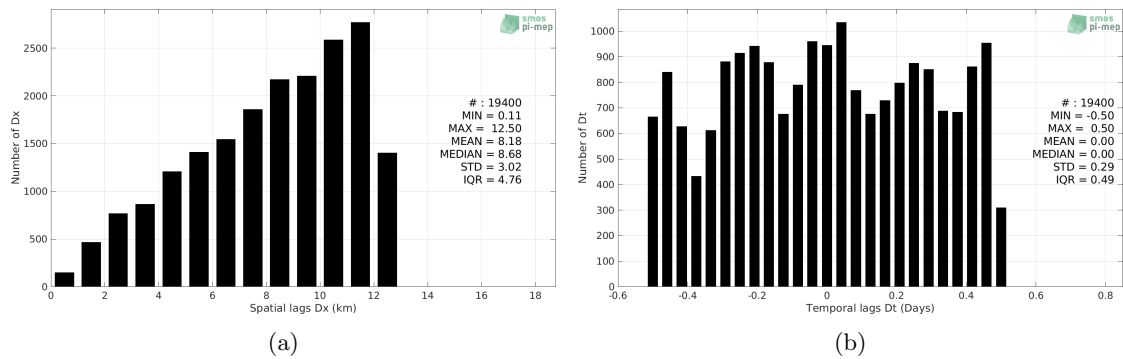 smos
pi-mep
2500
2000
1500
1000
500
0
Number of Dx
# : 19400
MIN = 0.11
MAX = 12.50
MEAN = 8.18
MEDIAN = 8.68
STD = 3.02
IQR = 4.76
0 2 4 6 8 10 12 14 16 18
Spatial lags Dx (km)
(a)
smos
pi-mep
1000
900
800
700
600
500
400
300
200
100
0
Number of Dt
# : 19400
MIN = -0.50
MAX = 0.50
MEAN = 0.00
MEDIAN = 0.00
STD = 0.29
IQR = 0.49
-0.6 -0.4 -0.2 0 0.2 0.4 0.6 0.8
Temporal lags Dt (Days)
(b)